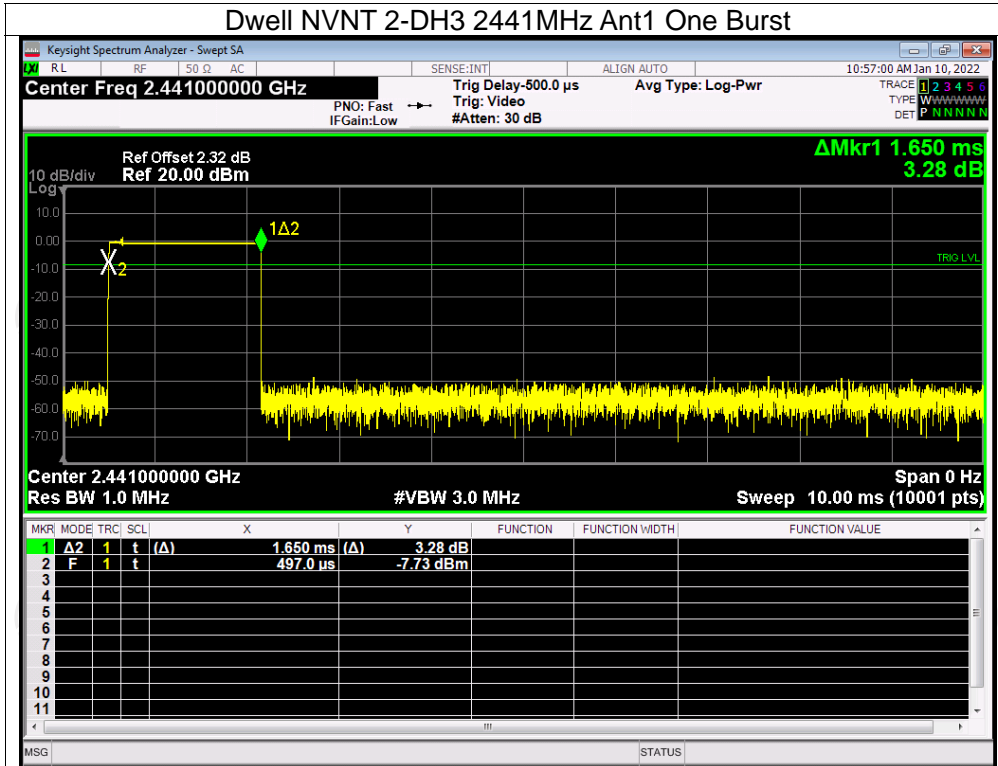 Dwell NVNT 2-DH3 2441MHz Ant1 One Burst
Keysight Spectrum Analyzer - Swept SA
LXI RL RF 50 Ω AC SENSE:INT ALIGN AUTO 10:57:00 AM Jan 10, 2022
Center Freq 2.441000000 GHz Trig Delay-500.0 µs Avg Type: Log-Pwr TRACE 1 2 3 4 5 6
PNO: Fast Trig: Video TYPE WWWWWWW
IFGain:Low #Atten: 30 dB DET P N N N N N
ΔMkr1 1.650 ms
3.28 dB
Ref Offset 2.32 dB
10 dB/div Ref 20.00 dBm
Log
10.0
0.00
-10.0
-20.0
-30.0
-40.0
-50.0
-60.0
-70.0
1Δ2
X2
TRIG LVL
Center 2.441000000 GHz Span 0 Hz
Res BW 1.0 MHz #VBW 3.0 MHz Sweep 10.00 ms (10001 pts)
MKR MODE TRC SCL X Y FUNCTION FUNCTION WIDTH FUNCTION VALUE
1 Δ2 1 t (Δ) 1.650 ms (Δ) 3.28 dB
2 F 1 t 497.0 µs -7.73 dBm
3
4
5
6
7
8
9
10
11
MSG STATUS